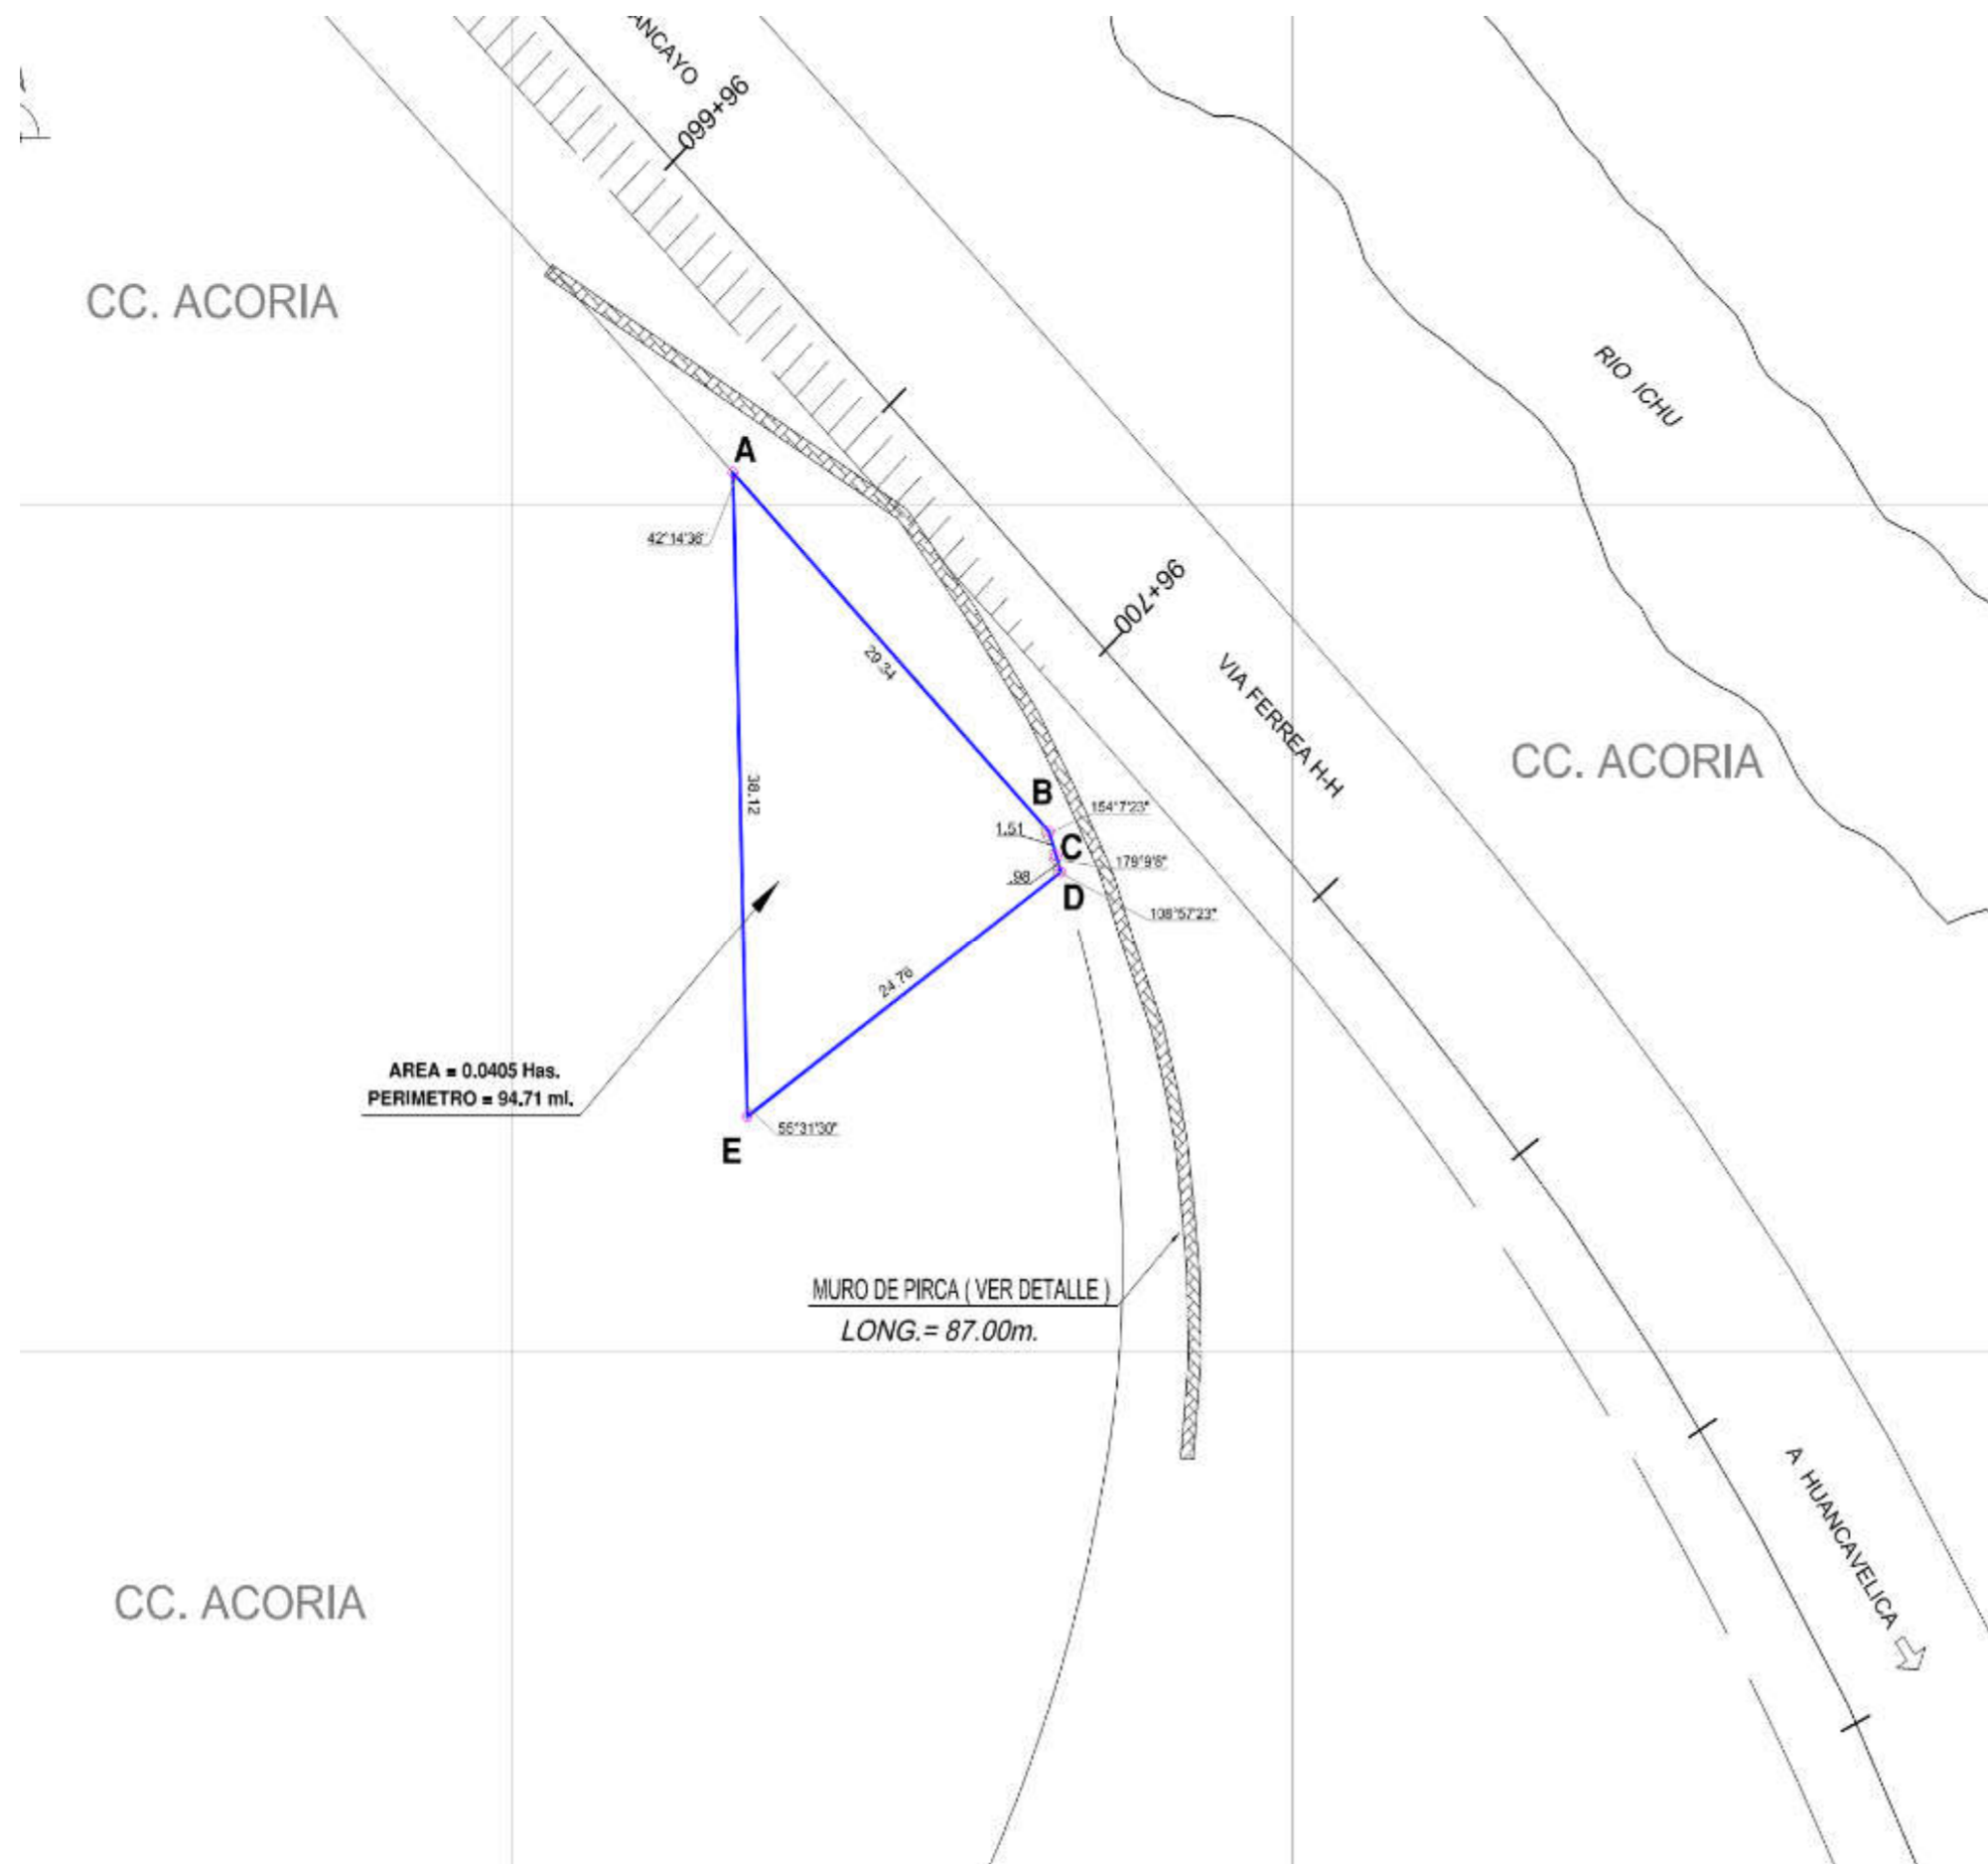 ANCAYO
96+660
CC. ACORIA
RIO ICHU
A
42°14'36"
96+700
29.34
VIA FERREA H-H
CC. ACORIA
38.12
B
154°7'23"
1.51
C
179°9'8"
.98
D
108°57'23"
24.76
AREA = 0.0405 Has.
PERIMETRO = 94.71 ml.
55°31'30"
E
MURO DE PIRCA ( VER DETALLE )
LONG.= 87.00m.
A HUANCAVELICA
CC. ACORIA